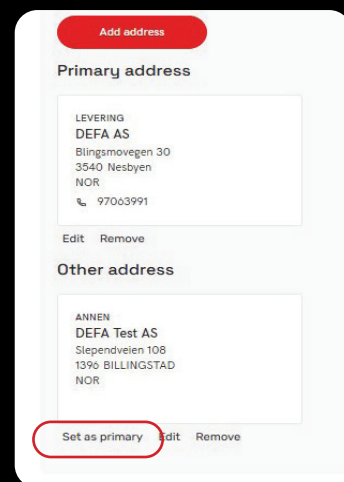 Add address
Primary address
LEVERING
DEFA AS
Blingsmovegen 30
3540 Nesbyen
NOR
97063991
Edit Remove
Other address
ANNEN
DEFA Test AS
Slependveien 108
1396 BILLINGSTAD
NOR
Set as primary Edit Remove